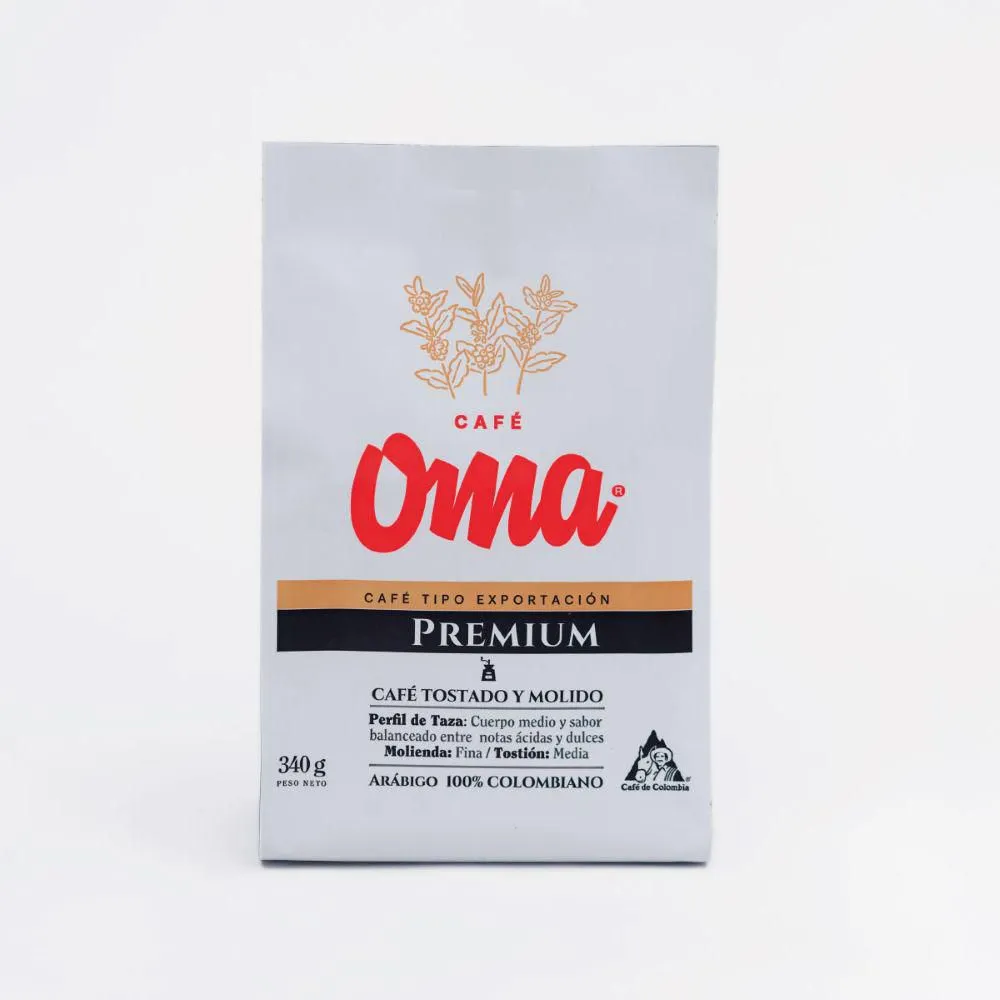 CAFÉ
Oma®
CAFÉ TIPO EXPORTACIÓN
PREMIUM
CAFÉ TOSTADO Y MOLIDO
Perfil de Taza: Cuerpo medio y sabor
balanceado entre notas ácidas y dulces
Molienda: Fina / Tostión: Media
340 g
PESO NETO
ARÁBIGO 100% COLOMBIANO
Café de Colombia